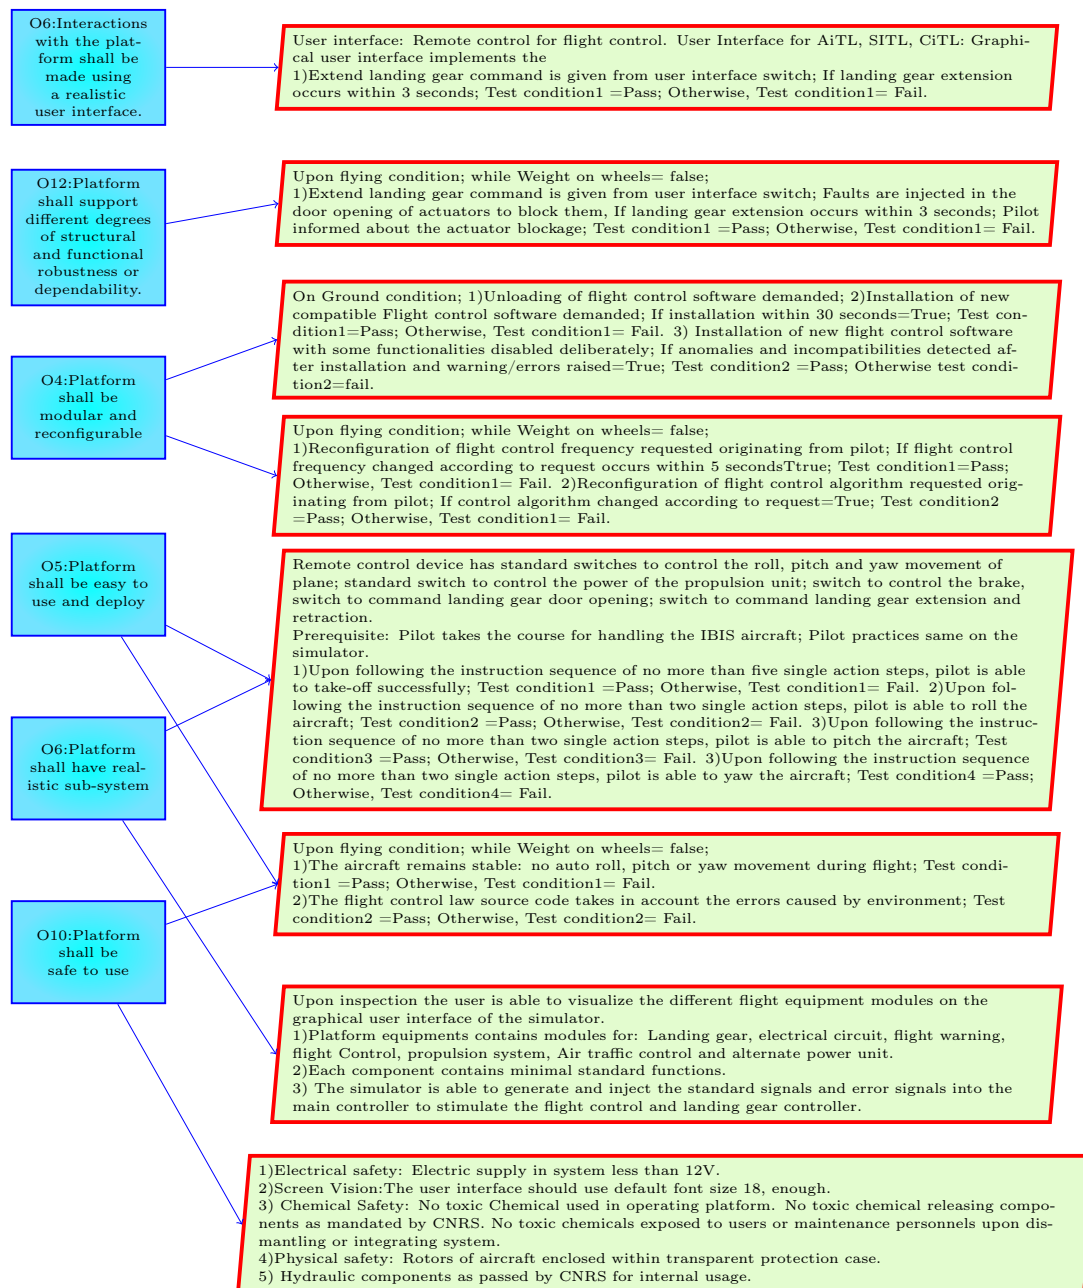 O6:Interactions
with the plat-
form shall be
made using
a realistic
user interface.
User interface: Remote control for flight control. User Interface for AiTL, SITL, CiTL: Graphi-
cal user interface implements the
1)Extend landing gear command is given from user interface switch; If landing gear extension
occurs within 3 seconds; Test condition1 =Pass; Otherwise, Test condition1= Fail.
O12:Platform
shall support
different degrees
of structural
and functional
robustness or
dependability.
Upon flying condition; while Weight on wheels= false;
1)Extend landing gear command is given from user interface switch; Faults are injected in the
door opening of actuators to block them, If landing gear extension occurs within 3 seconds; Pilot
informed about the actuator blockage; Test condition1 =Pass; Otherwise, Test condition1= Fail.
O4:Platform
shall be
modular and
reconfigurable
On Ground condition; 1)Unloading of flight control software demanded; 2)Installation of new
compatible Flight control software demanded; If installation within 30 seconds=True; Test con-
dition1=Pass; Otherwise, Test condition1= Fail. 3) Installation of new flight control software
with some functionalities disabled deliberately; If anomalies and incompatibilities detected af-
ter installation and warning/errors raised=True; Test condition2 =Pass; Otherwise test condi-
tion2=fail.
Upon flying condition; while Weight on wheels= false;
1)Reconfiguration of flight control frequency requested originating from pilot; If flight control
frequency changed according to request occurs within 5 secondsTtrue; Test condition1=Pass;
Otherwise, Test condition1= Fail. 2)Reconfiguration of flight control algorithm requested orig-
inating from pilot; If control algorithm changed according to request=True; Test condition2
=Pass; Otherwise, Test condition1= Fail.
O5:Platform
shall be easy to
use and deploy
Remote control device has standard switches to control the roll, pitch and yaw movement of
plane; standard switch to control the power of the propulsion unit; switch to control the brake,
switch to command landing gear door opening; switch to command landing gear extension and
retraction.
Prerequisite: Pilot takes the course for handling the IBIS aircraft; Pilot practices same on the
simulator.
1)Upon following the instruction sequence of no more than five single action steps, pilot is able
to take-off successfully; Test condition1 =Pass; Otherwise, Test condition1= Fail. 2)Upon fol-
lowing the instruction sequence of no more than two single action steps, pilot is able to roll the
aircraft; Test condition2 =Pass; Otherwise, Test condition2= Fail. 3)Upon following the instruc-
tion sequence of no more than two single action steps, pilot is able to pitch the aircraft; Test
condition3 =Pass; Otherwise, Test condition3= Fail. 3)Upon following the instruction sequence
of no more than two single action steps, pilot is able to yaw the aircraft; Test condition4 =Pass;
Otherwise, Test condition4= Fail.
O6:Platform
shall have real-
istic sub-system
Upon flying condition; while Weight on wheels= false;
1)The aircraft remains stable: no auto roll, pitch or yaw movement during flight; Test condi-
tion1 =Pass; Otherwise, Test condition1= Fail.
2)The flight control law source code takes in account the errors caused by environment; Test
condition2 =Pass; Otherwise, Test condition2= Fail.
O10:Platform
shall be
safe to use
Upon inspection the user is able to visualize the different flight equipment modules on the
graphical user interface of the simulator.
1)Platform equipments contains modules for: Landing gear, electrical circuit, flight warning,
flight Control, propulsion system, Air traffic control and alternate power unit.
2)Each component contains minimal standard functions.
3) The simulator is able to generate and inject the standard signals and error signals into the
main controller to stimulate the flight control and landing gear controller.
1)Electrical safety: Electric supply in system less than 12V.
2)Screen Vision:The user interface should use default font size 18, enough.
3) Chemical Safety: No toxic Chemical used in operating platform. No toxic chemical releasing compo-
nents as mandated by CNRS. No toxic chemicals exposed to users or maintenance personnels upon dis-
mantling or integrating system.
4)Physical safety: Rotors of aircraft enclosed within transparent protection case.
5) Hydraulic components as passed by CNRS for internal usage.